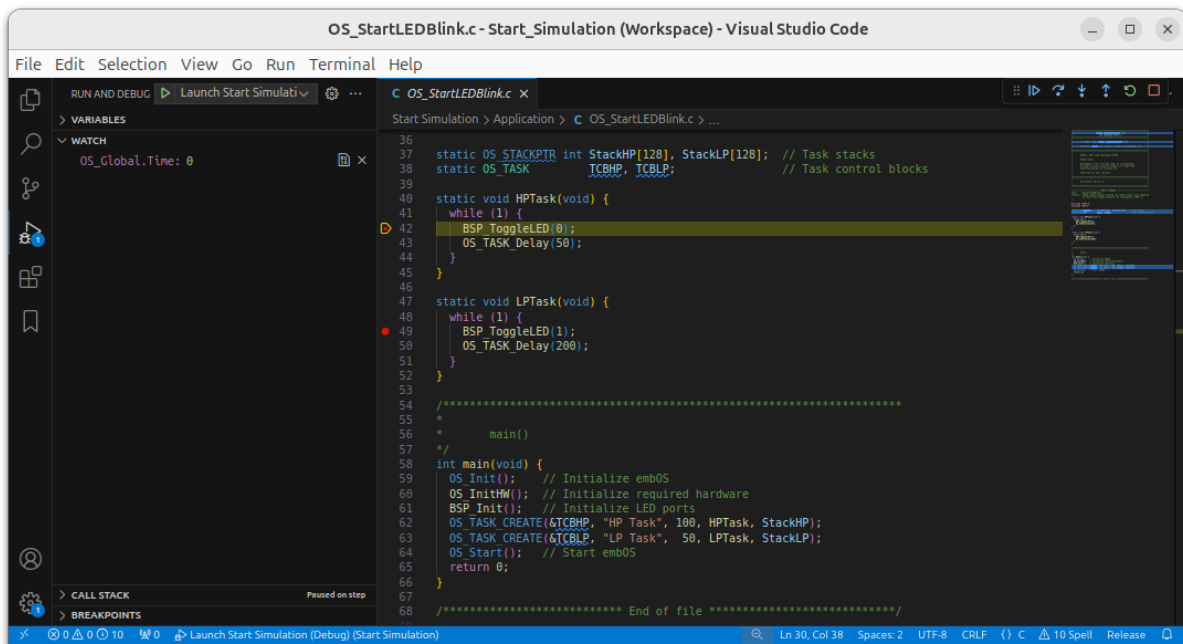 OS_StartLEDBlink.c - Start_Simulation (Workspace) - Visual Studio Code
File Edit Selection View Go Run Terminal Help
RUN AND DEBUG Launch Start Simulati
VARIABLES
WATCH
OS_Global.Time: 0
C OS_StartLEDBlink.c
Start Simulation > Application > C OS_StartLEDBlink.c > ...
36
37 static OS_STACKPTR int StackHP[128], StackLP[128]; // Task stacks
38 static OS_TASK TCBHP, TCBLP; // Task control blocks
39
40 static void HPTask(void) {
41 while (1) {
42 BSP_ToggleLED(0);
43 OS_TASK_Delay(50);
44 }
45 }
46
47 static void LPTask(void) {
48 while (1) {
49 BSP_ToggleLED(1);
50 OS_TASK_Delay(200);
51 }
52 }
53
54 /*********************************************************************
55 *
56 * main()
57 */
58 int main(void) {
59 OS_Init(); // Initialize embOS
60 OS_InitHW(); // Initialize required hardware
61 BSP_Init(); // Initialize LED ports
62 OS_TASK_CREATE(&TCBHP, "HP Task", 100, HPTask, StackHP);
63 OS_TASK_CREATE(&TCBLP, "LP Task", 50, LPTask, StackLP);
64 OS_Start(); // Start embOS
65 return 0;
66 }
67
68 /*************************** End of file ****************************/
CALL STACK Paused on step
BREAKPOINTS
1
1
0 0 10 0 Launch Start Simulation (Debug) (Start Simulation) Ln 30, Col 38 Spaces: 2 UTF-8 CRLF {} C 10 Spell Release